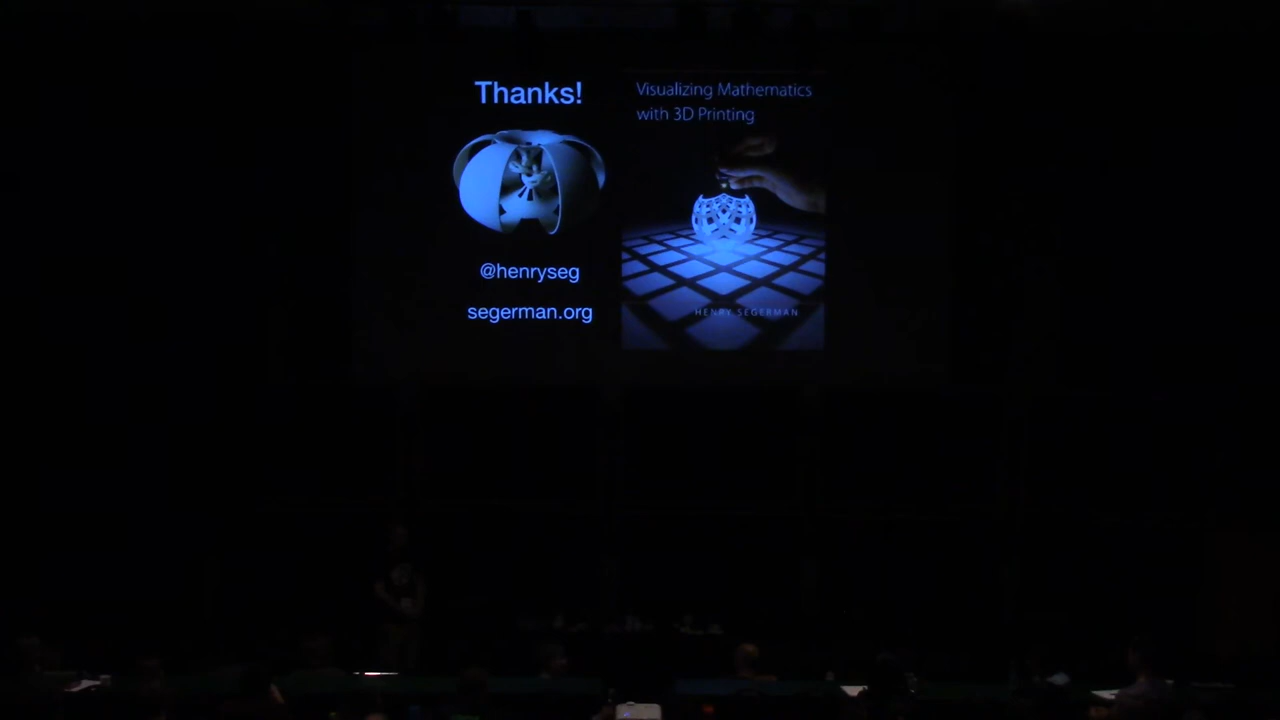 Thanks!
@henryseg
segerman.org
Visualizing Mathematics
with 3D Printing
HENRY SEGERMAN